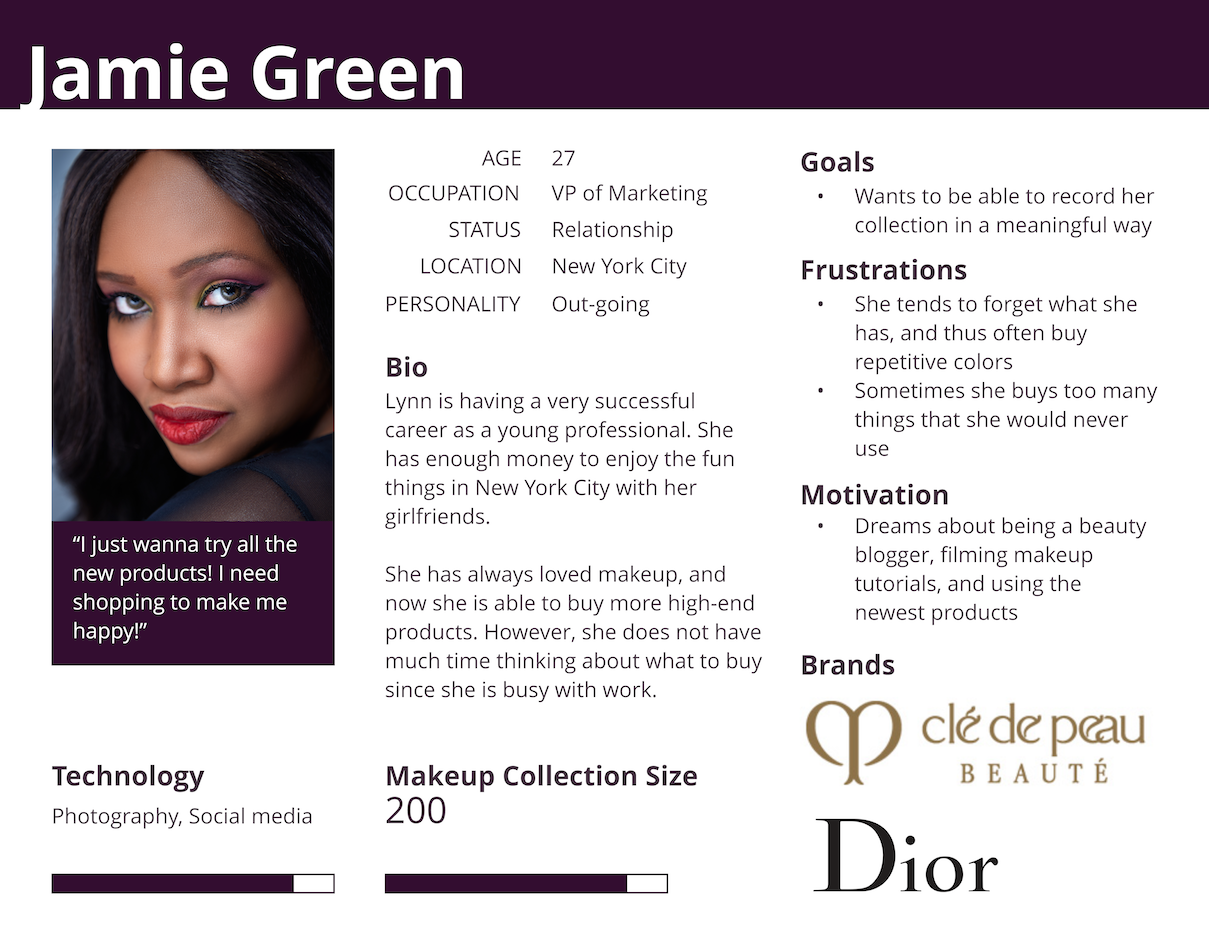 Jamie Green
“I just wanna try all the
new products! I need
shopping to make me
happy!”
AGE 27
OCCUPATION VP of Marketing
STATUS Relationship
LOCATION New York City
PERSONALITY Out-going
Bio
Lynn is having a very successful
career as a young professional. She
has enough money to enjoy the fun
things in New York City with her
girlfriends.
She has always loved makeup, and
now she is able to buy more high-end
products. However, she does not have
much time thinking about what to buy
since she is busy with work.
Technology
Photography, Social media
Makeup Collection Size
200
Goals
• Wants to be able to record her
collection in a meaningful way
Frustrations
• She tends to forget what she
has, and thus often buy
repetitive colors
• Sometimes she buys too many
things that she would never
use
Motivation
• Dreams about being a beauty
blogger, filming makeup
tutorials, and using the
newest products
Brands
clé de peau
BEAUTÉ
Dior